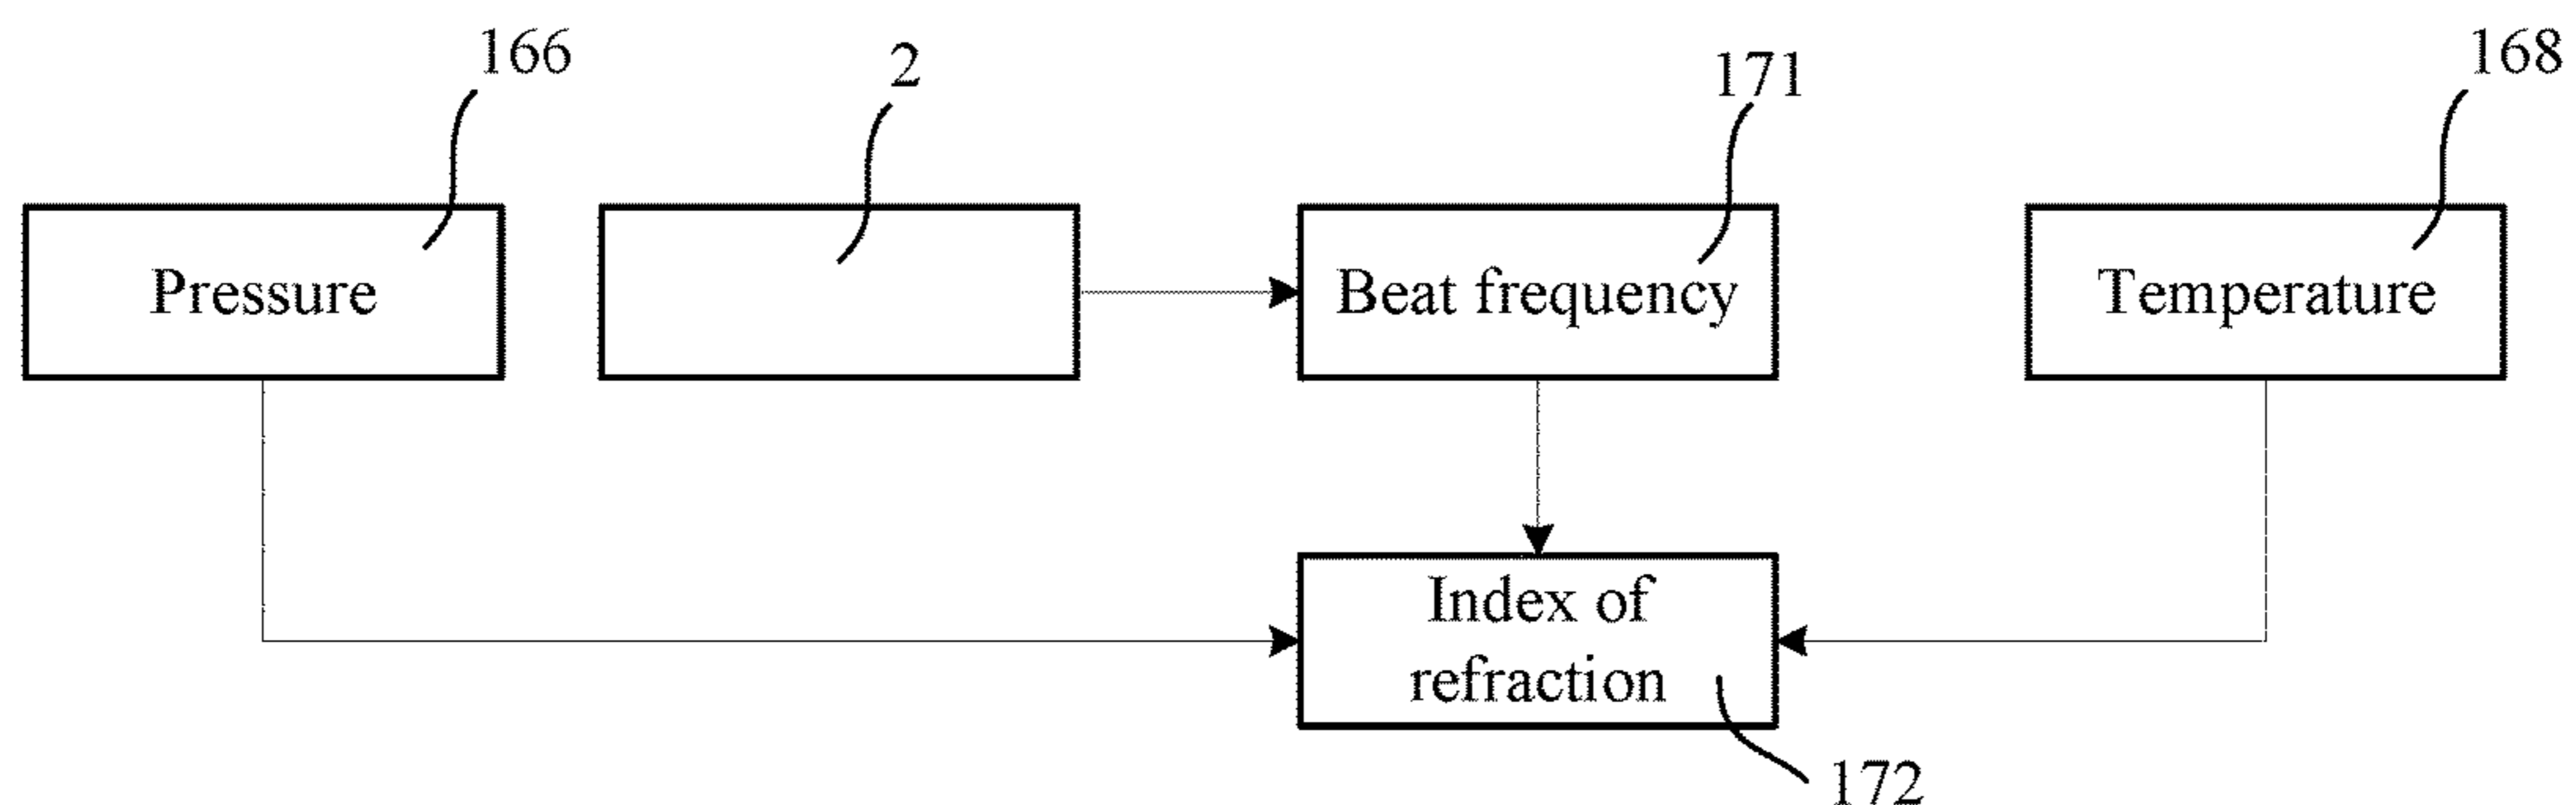 166
2
171
168
Pressure
Beat frequency
Temperature
Index of
refraction
172